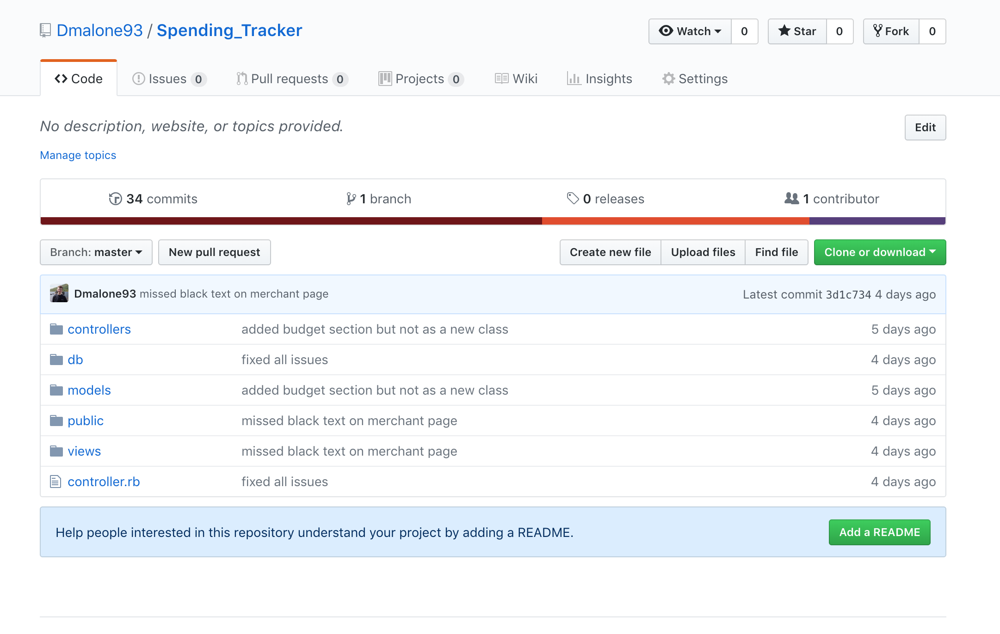 Dmalone93 / Spending_Tracker
Watch 0 Star 0 Fork 0
Code Issues 0 Pull requests 0 Projects 0 Wiki Insights Settings
No description, website, or topics provided. Edit
Manage topics
34 commits 1 branch 0 releases 1 contributor
Branch: master New pull request Create new file Upload files Find file Clone or download
Dmalone93 missed black text on merchant page Latest commit 3d1c734 4 days ago
controllers added budget section but not as a new class 5 days ago
db fixed all issues 4 days ago
models added budget section but not as a new class 5 days ago
public missed black text on merchant page 4 days ago
views missed black text on merchant page 4 days ago
controller.rb fixed all issues 4 days ago
Help people interested in this repository understand your project by adding a README. Add a README